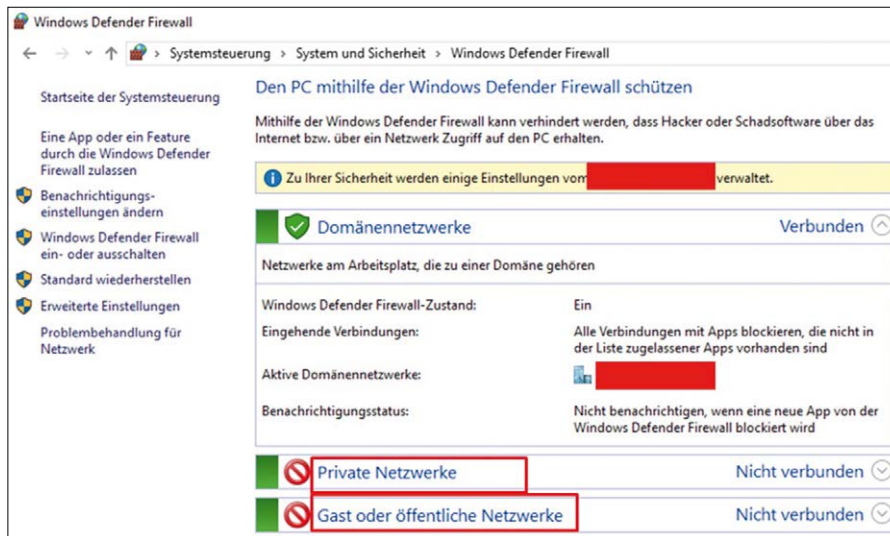 Windows Defender Firewall
Systemsteuerung > System und Sicherheit > Windows Defender Firewall
Startseite der Systemsteuerung
Eine App oder ein Feature
durch die Windows Defender
Firewall zulassen
Benachrichtigungs-
einstellungen ändern
Windows Defender Firewall
ein- oder ausschalten
Standard wiederherstellen
Erweiterte Einstellungen
Problembehandlung für
Netzwerk
Den PC mithilfe der Windows Defender Firewall schützen
Mithilfe der Windows Defender Firewall kann verhindert werden, dass Hacker oder Schadsoftware über das
Internet bzw. über ein Netzwerk Zugriff auf den PC erhalten.
Zu Ihrer Sicherheit werden einige Einstellungen vom verwaltet.
Domänennetzwerke Verbunden
Netzwerke am Arbeitsplatz, die zu einer Domäne gehören
Windows Defender Firewall-Zustand: Ein
Eingehende Verbindungen: Alle Verbindungen mit Apps blockieren, die nicht in
der Liste zugelassener Apps vorhanden sind
Aktive Domänennetzwerke:
Benachrichtigungsstatus: Nicht benachrichtigen, wenn eine neue App von der
Windows Defender Firewall blockiert wird
Private Netzwerke Nicht verbunden
Gast oder öffentliche Netzwerke Nicht verbunden